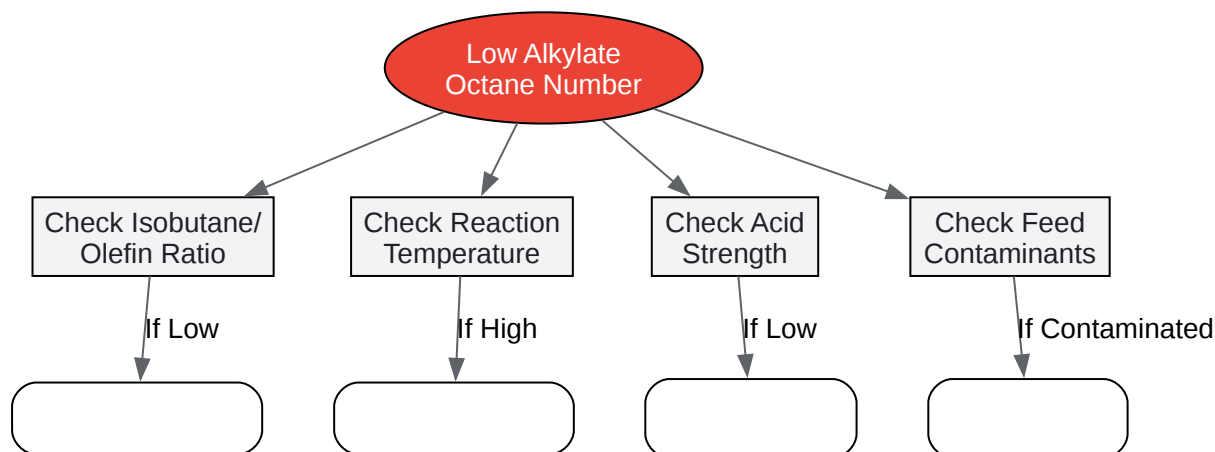 Low Alkylate
Octane Number
Check Isobutane/
Olefin Ratio
Check Reaction
Temperature
Check Acid
Strength
Check Feed
Contaminants
If Low
If High
If Low
If Contaminated